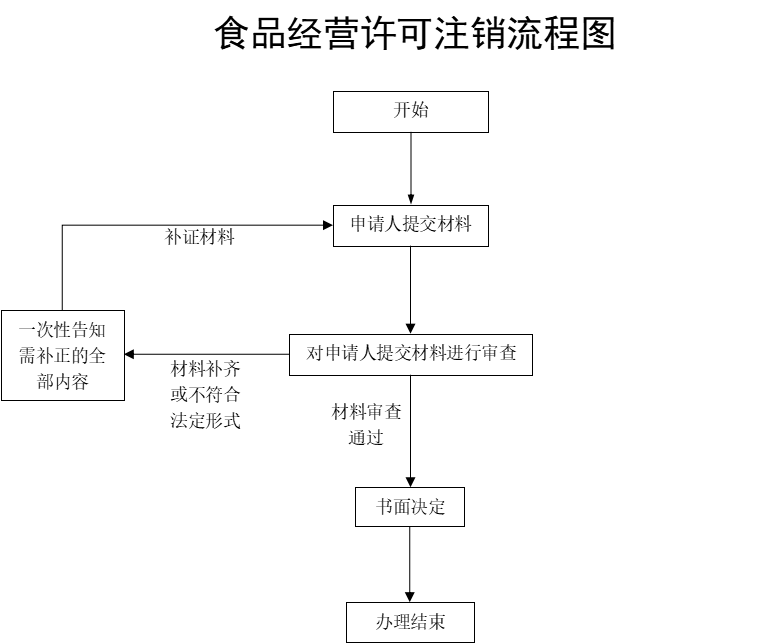 食品经营许可注销流程图
开始
申请人提交材料
补证材料
一次性告知
需补正的全
部内容
对申请人提交材料进行审查
材料补齐
或不符合
法定形式
材料审查
通过
书面决定
办理结束